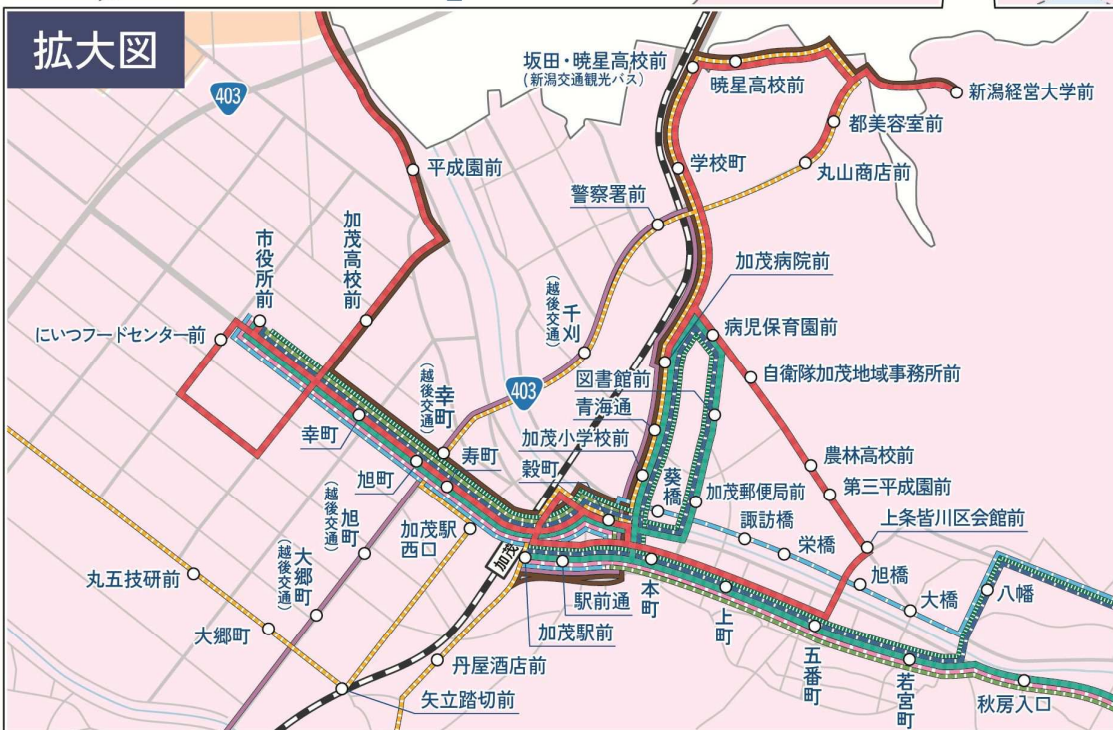 拡大図
403
坂田・暁星高校前
(新潟交通観光バス)
暁星高校前
新潟経営大学前
都美容室前
丸山商店前
平成園前
学校町
警察署前
加茂高校前
市役所前
にいつフードセンター前
加茂病院前
千刈
(越後交通)
病児保育園前
自衛隊加茂地域事務所前
図書館前
403
幸町
(越後交通)
青海通
加茂小学校前
幸町
寿町
穀町
農林高校前
旭町
葵橋
加茂郵便局前
第三平成園前
旭町
(越後交通)
加茂駅
西口
諏訪橋
上条皆川区会館前
栄橋
大郷町
(越後交通)
加茂
丸五技研前
旭橋
大橋
八幡
駅前通
本町
上町
大郷町
加茂駅前
五番町
若宮町
丹屋酒店前
矢立踏切前
秋房入口